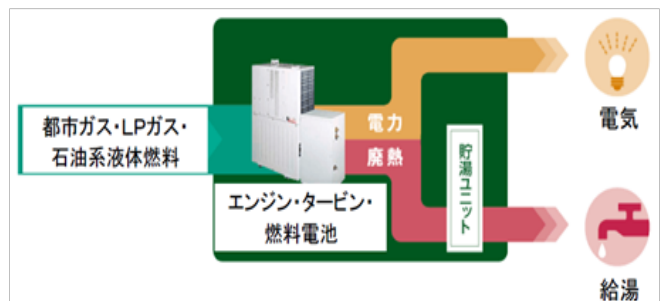 都市ガス・LPガス・
石油系液体燃料
エンジン・タービン・
燃料電池
電力
廃熱
貯湯ユニット
電気
給湯